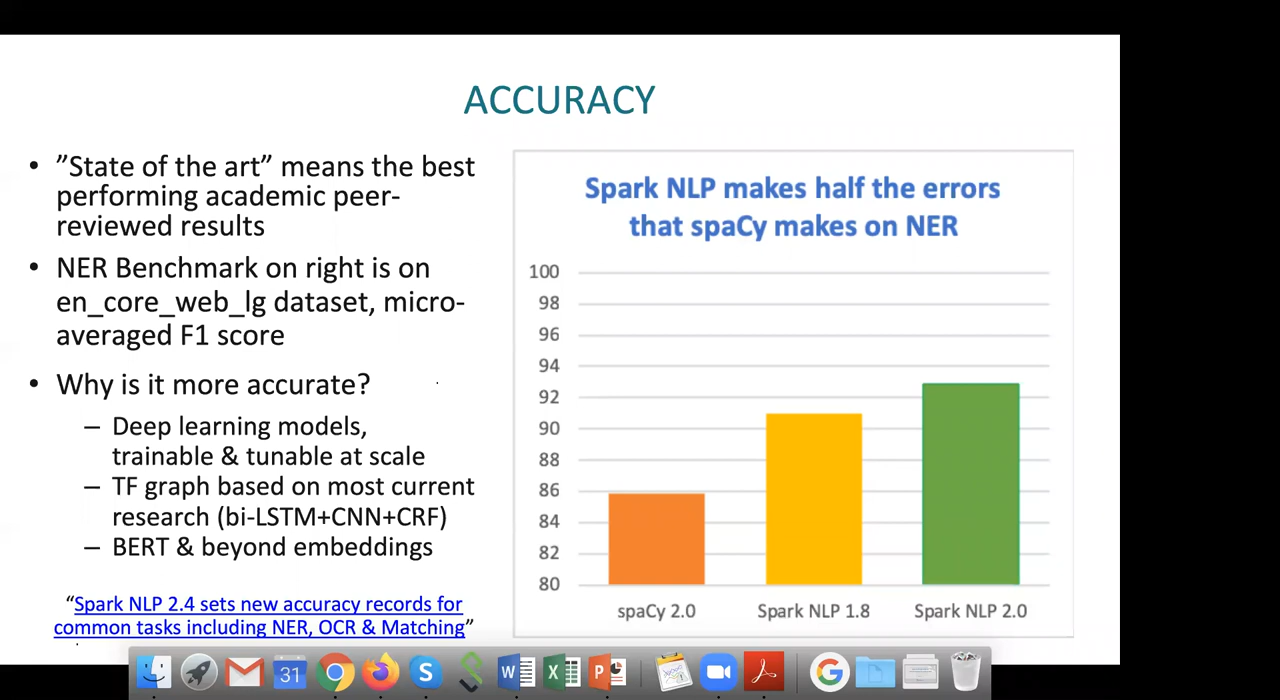 ACCURACY
• ”State of the art” means the best
performing academic peer-
reviewed results
• NER Benchmark on right is on
en_core_web_lg dataset, micro-
averaged F1 score
• Why is it more accurate?
– Deep learning models,
trainable & tunable at scale
– TF graph based on most current
research (bi-LSTM+CNN+CRF)
– BERT & beyond embeddings
“Spark NLP 2.4 sets new accuracy records for
common tasks including NER, OCR & Matching”
Spark NLP makes half the errors
that spaCy makes on NER
100
98
96
94
92
90
88
86
84
82
80
spaCy 2.0 Spark NLP 1.8 Spark NLP 2.0
31 S W X P G